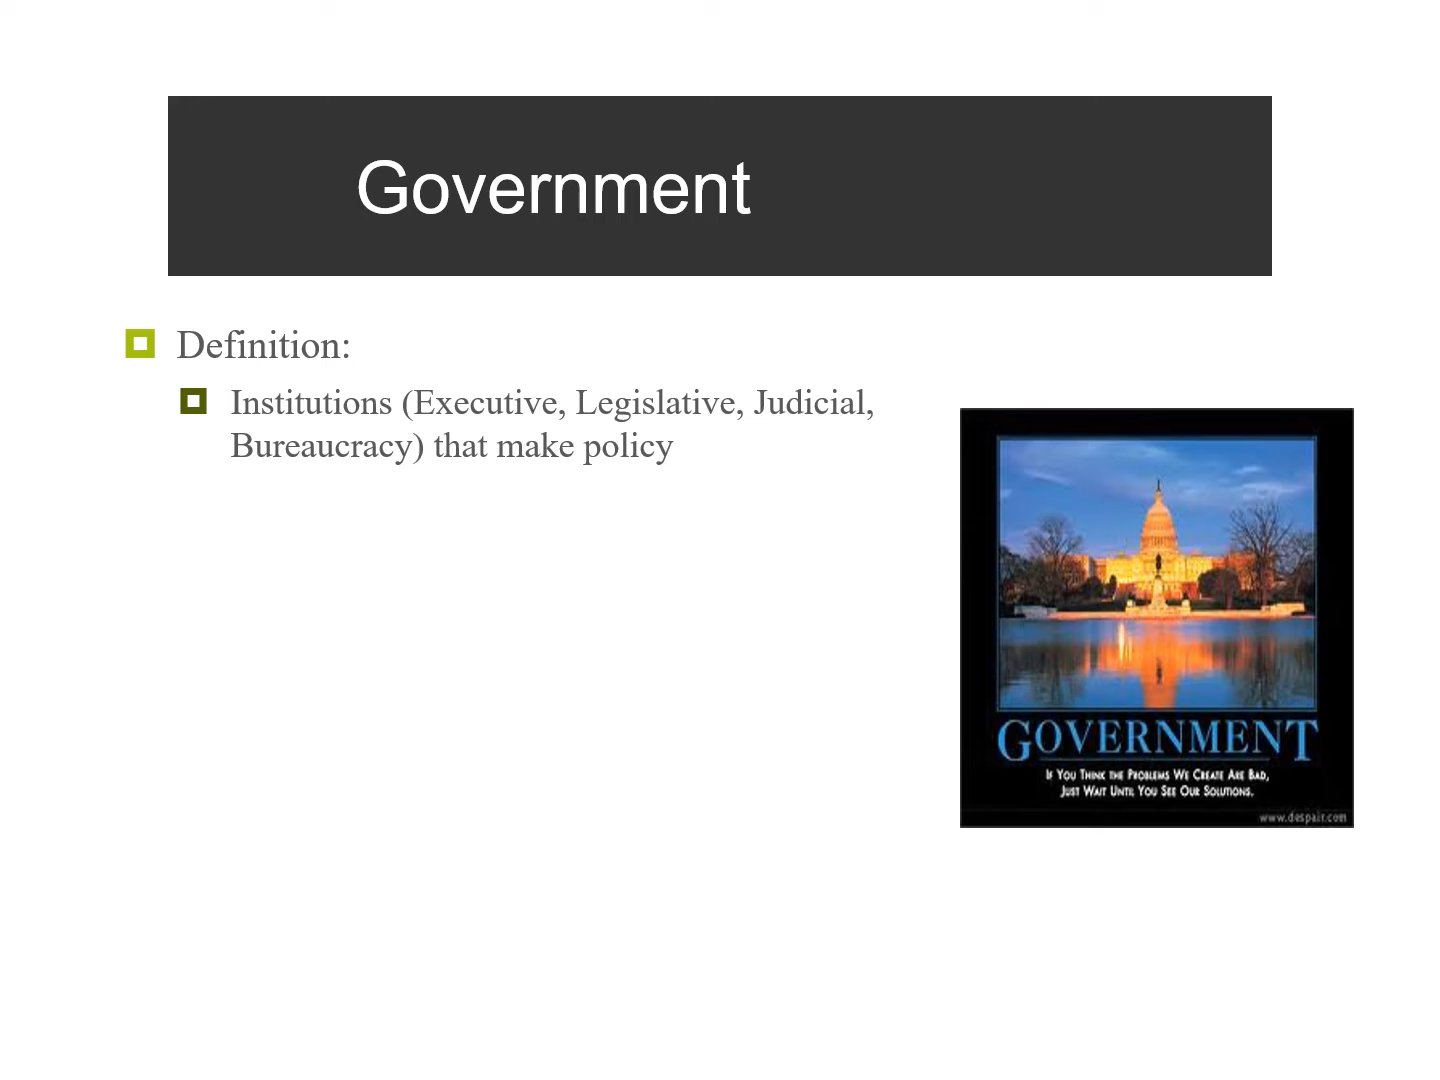 Government
Definition:
Institutions (Executive, Legislative, Judicial,
Bureaucracy) that make policy
GOVERNMENT
IF YOU THINK THE PROBLEMS WE CREATE ARE BAD,
JUST WAIT UNTIL YOU SEE OUR SOLUTIONS.
www.despair.com